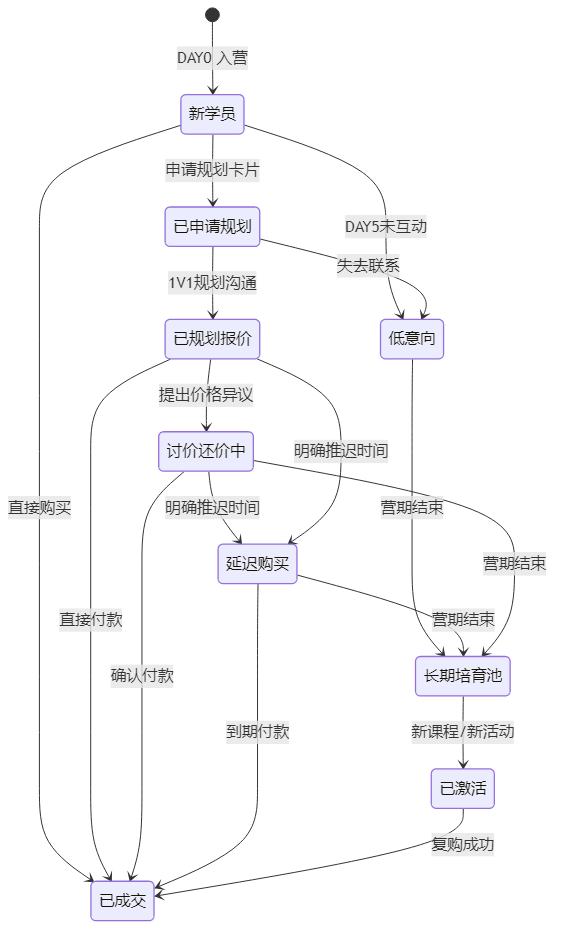 DAY0 入营
新学员
申请规划卡片
已申请规划
DAY5未互动
失去联系
1V1规划沟通
已规划报价
低意向
提出价格异议
讨价还价中
明确推迟时间
直接购买
明确推迟时间
营期结束
营期结束
延迟购买
直接付款
营期结束
确认付款
长期培育池
到期付款
新课程/新活动
已激活
复购成功
已成交